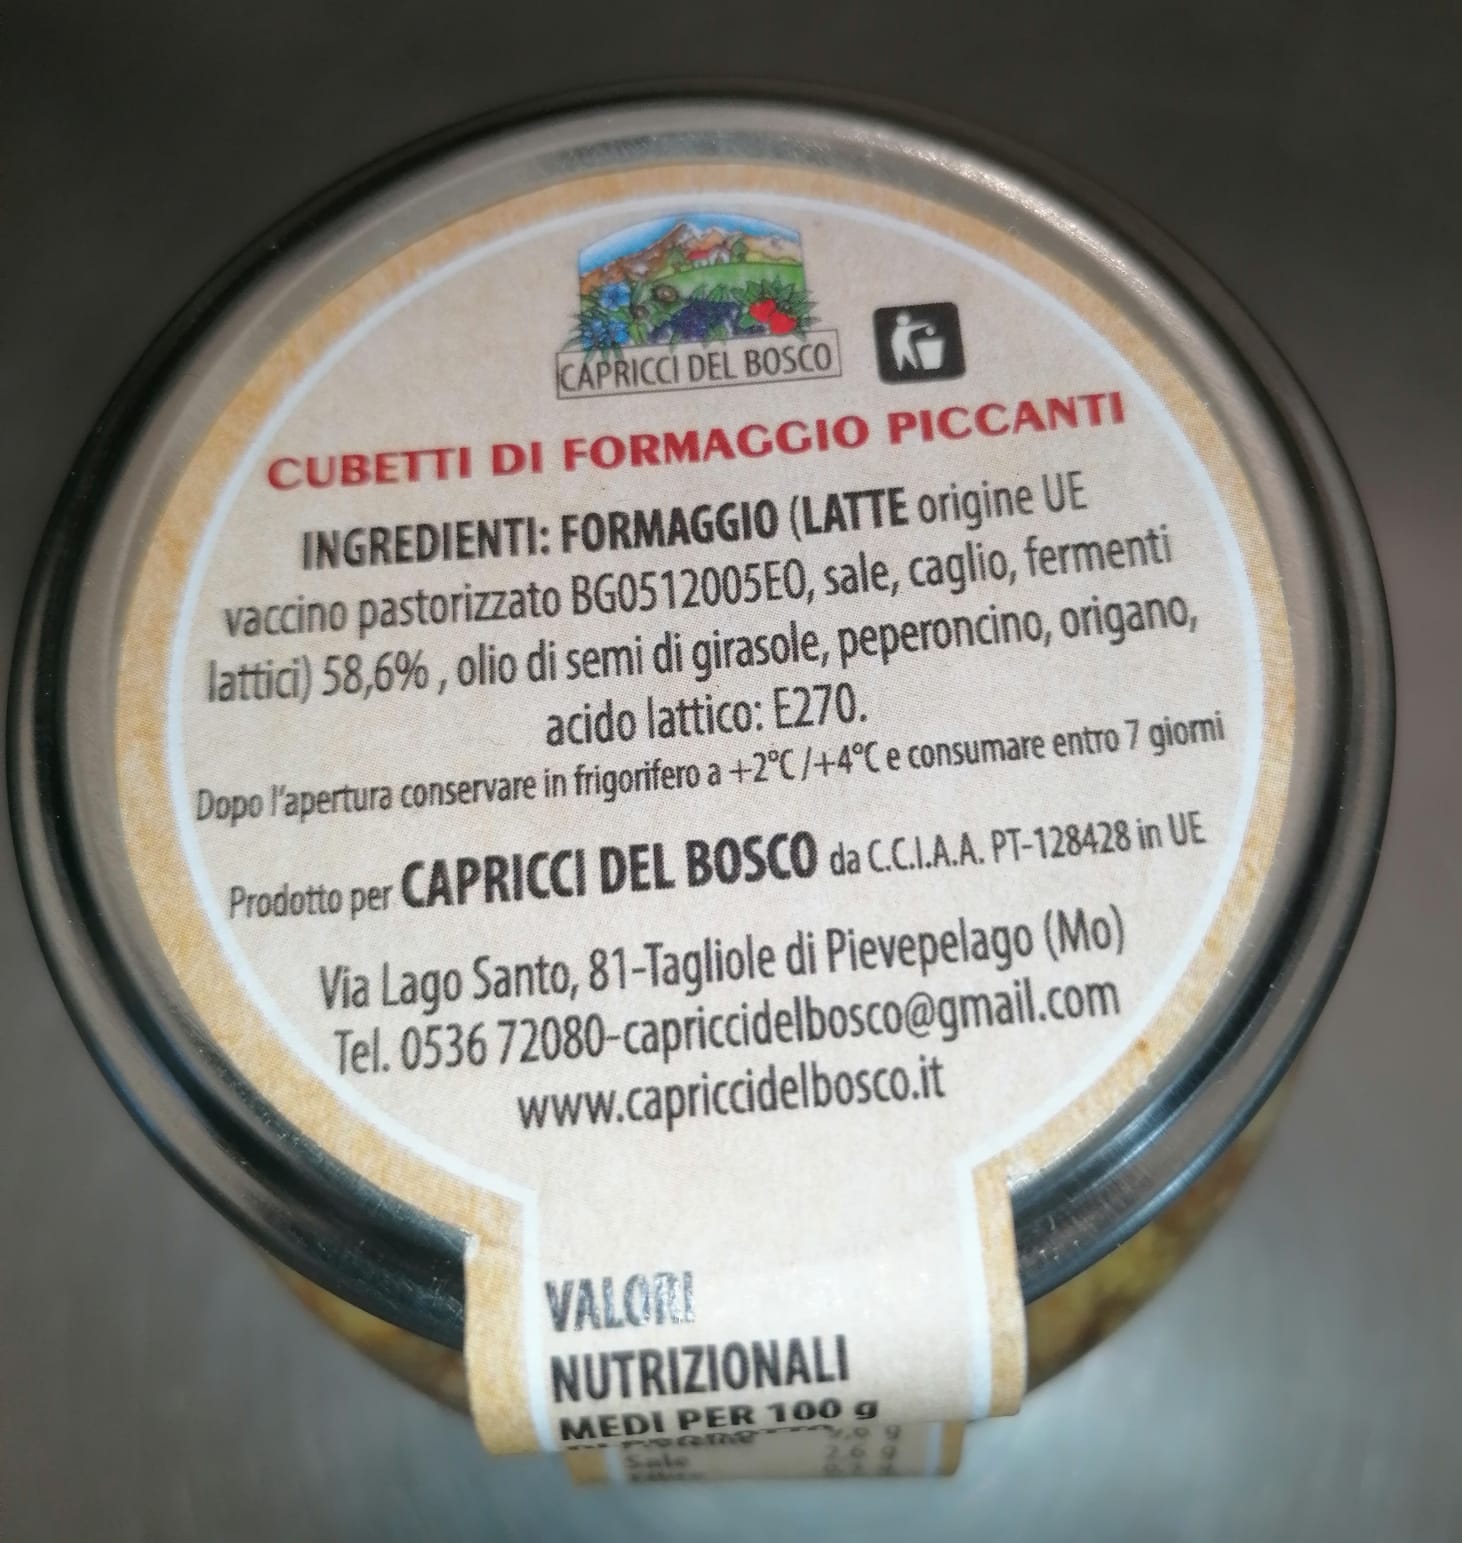 CAPRICCI DEL BOSCO
CUBETTI DI FORMAGGIO PICCANTI
INGREDIENTI: FORMAGGIO (LATTE origine UE
vaccino pastorizzato BG0512005EO, sale, caglio, fermenti
lattici) 58,6% , olio di semi di girasole, peperoncino, origano,
acido lattico: E270.
Dopo l'apertura conservare in frigorifero a +2°C /+4°C e consumare entro 7 giorni
Prodotto per CAPRICCI DEL BOSCO da C.C.I.A.A. PT-128428 in UE
Via Lago Santo, 81-Tagliole di Pievepelago (Mo)
Tel. 0536 72080-capriccidelbosco@gmail.com
www.capriccidelbosco.it
VALORI
NUTRIZIONALI
MEDI PER 100 g
Sale 2,6 g